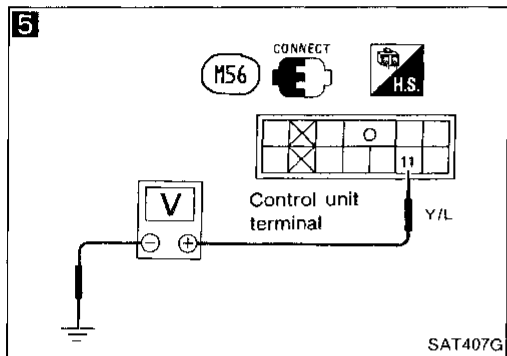 5
CONNECT
M56
H.S.
11
Control unit
terminal
Y/L
V
SAT407G